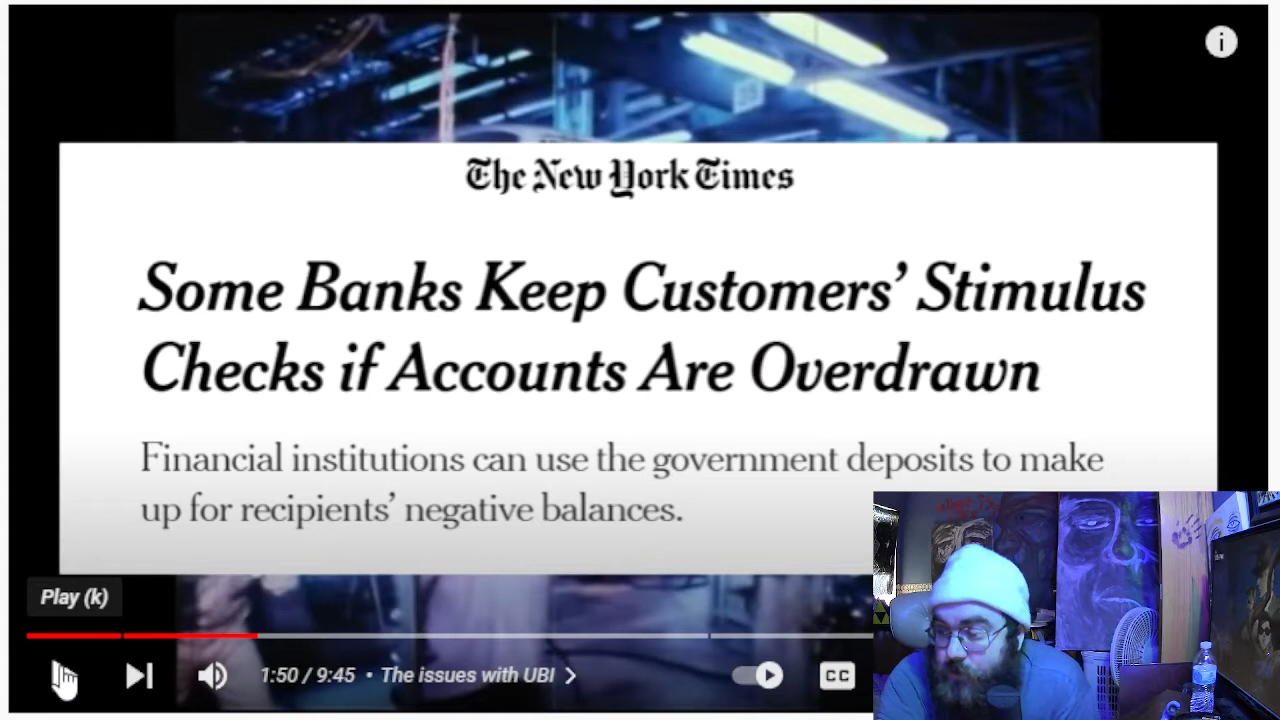 The New York Times
Some Banks Keep Customers' Stimulus
Checks if Accounts Are Overdrawn
Financial institutions can use the government deposits to make
up for recipients' negative balances.
Play (k)
1:50 / 9:45 • The issues with UBI
CC